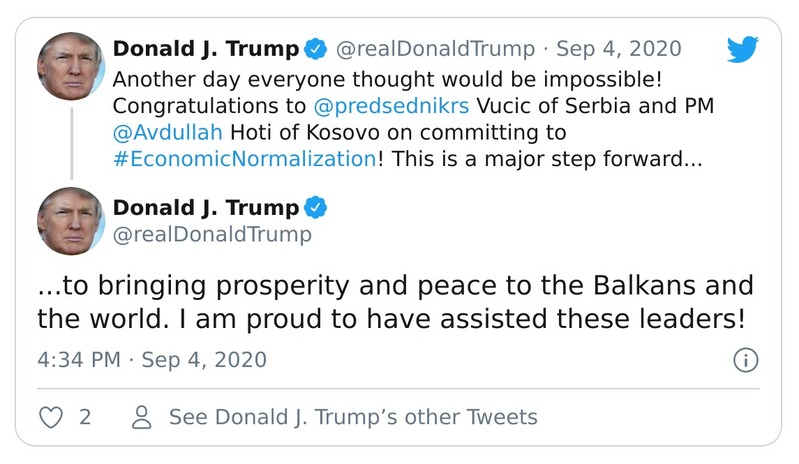 Donald J. Trump @realDonaldTrump · Sep 4, 2020
Another day everyone thought would be impossible!
Congratulations to @predsednikrs Vucic of Serbia and PM
@Avdullah Hoti of Kosovo on committing to
#EconomicNormalization! This is a major step forward...
Donald J. Trump
@realDonaldTrump
...to bringing prosperity and peace to the Balkans and
the world. I am proud to have assisted these leaders!
4:34 PM · Sep 4, 2020
2 See Donald J. Trump’s other Tweets